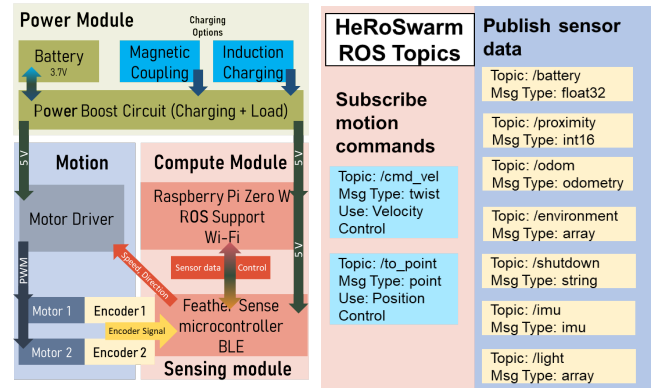 Power Module
Charging
Options
Battery
3.7V
Magnetic
Coupling
Induction
Charging
Power Boost Circuit (Charging + Load)
5 V
5 V
Motion
Compute Module
Motor Driver
Raspberry Pi Zero W
ROS Support
Wi-Fi
5 V
PWM
Speed, Direction
Sensor data
Control
Motor 1
Encoder1
Encoder Signal
Motor 2
Encoder2
Feather Sense
microcontroller
BLE
Sensing module
HeRoSwarm
ROS Topics
Subscribe
motion
commands
Topic: /cmd_vel
Msg Type: twist
Use: Velocity
Control
Topic: /to_point
Msg Type: point
Use: Position
Control
Publish sensor
data
Topic: /battery
Msg Type: float32
Topic: /proximity
Msg Type: int16
Topic: /odom
Msg Type: odometry
Topic: /environment
Msg Type: array
Topic: /shutdown
Msg Type: string
Topic: /imu
Msg Type: imu
Topic: /light
Msg Type: array